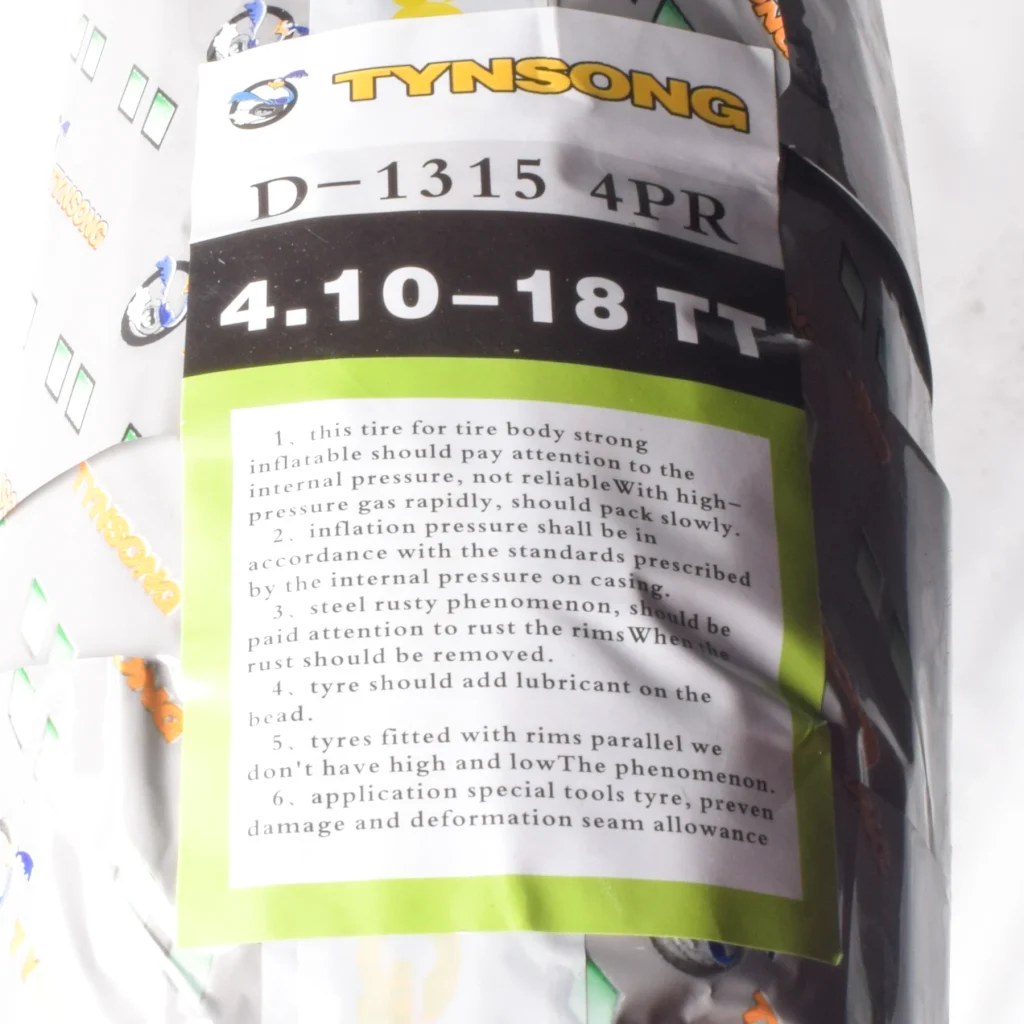 TYNSONG
D-1315 4PR
4.10-18 TT
1、this tire for tire body strong
inflatable should pay attention to the
internal pressure, not reliableWith high-
pressure gas rapidly, should pack slowly.
2、inflation pressure shall be in
accordance with the standards prescribed
by the internal pressure on casing.
3、steel rusty phenomenon, should be
paid attention to rust the rimsWhen the
rust should be removed.
4、tyre should add lubricant on the
bead.
5、tyres fitted with rims parallel we
don't have high and lowThe phenomenon.
6、application special tools tyre, preven
damage and deformation seam allowance
TYNSONG
TYNSONG